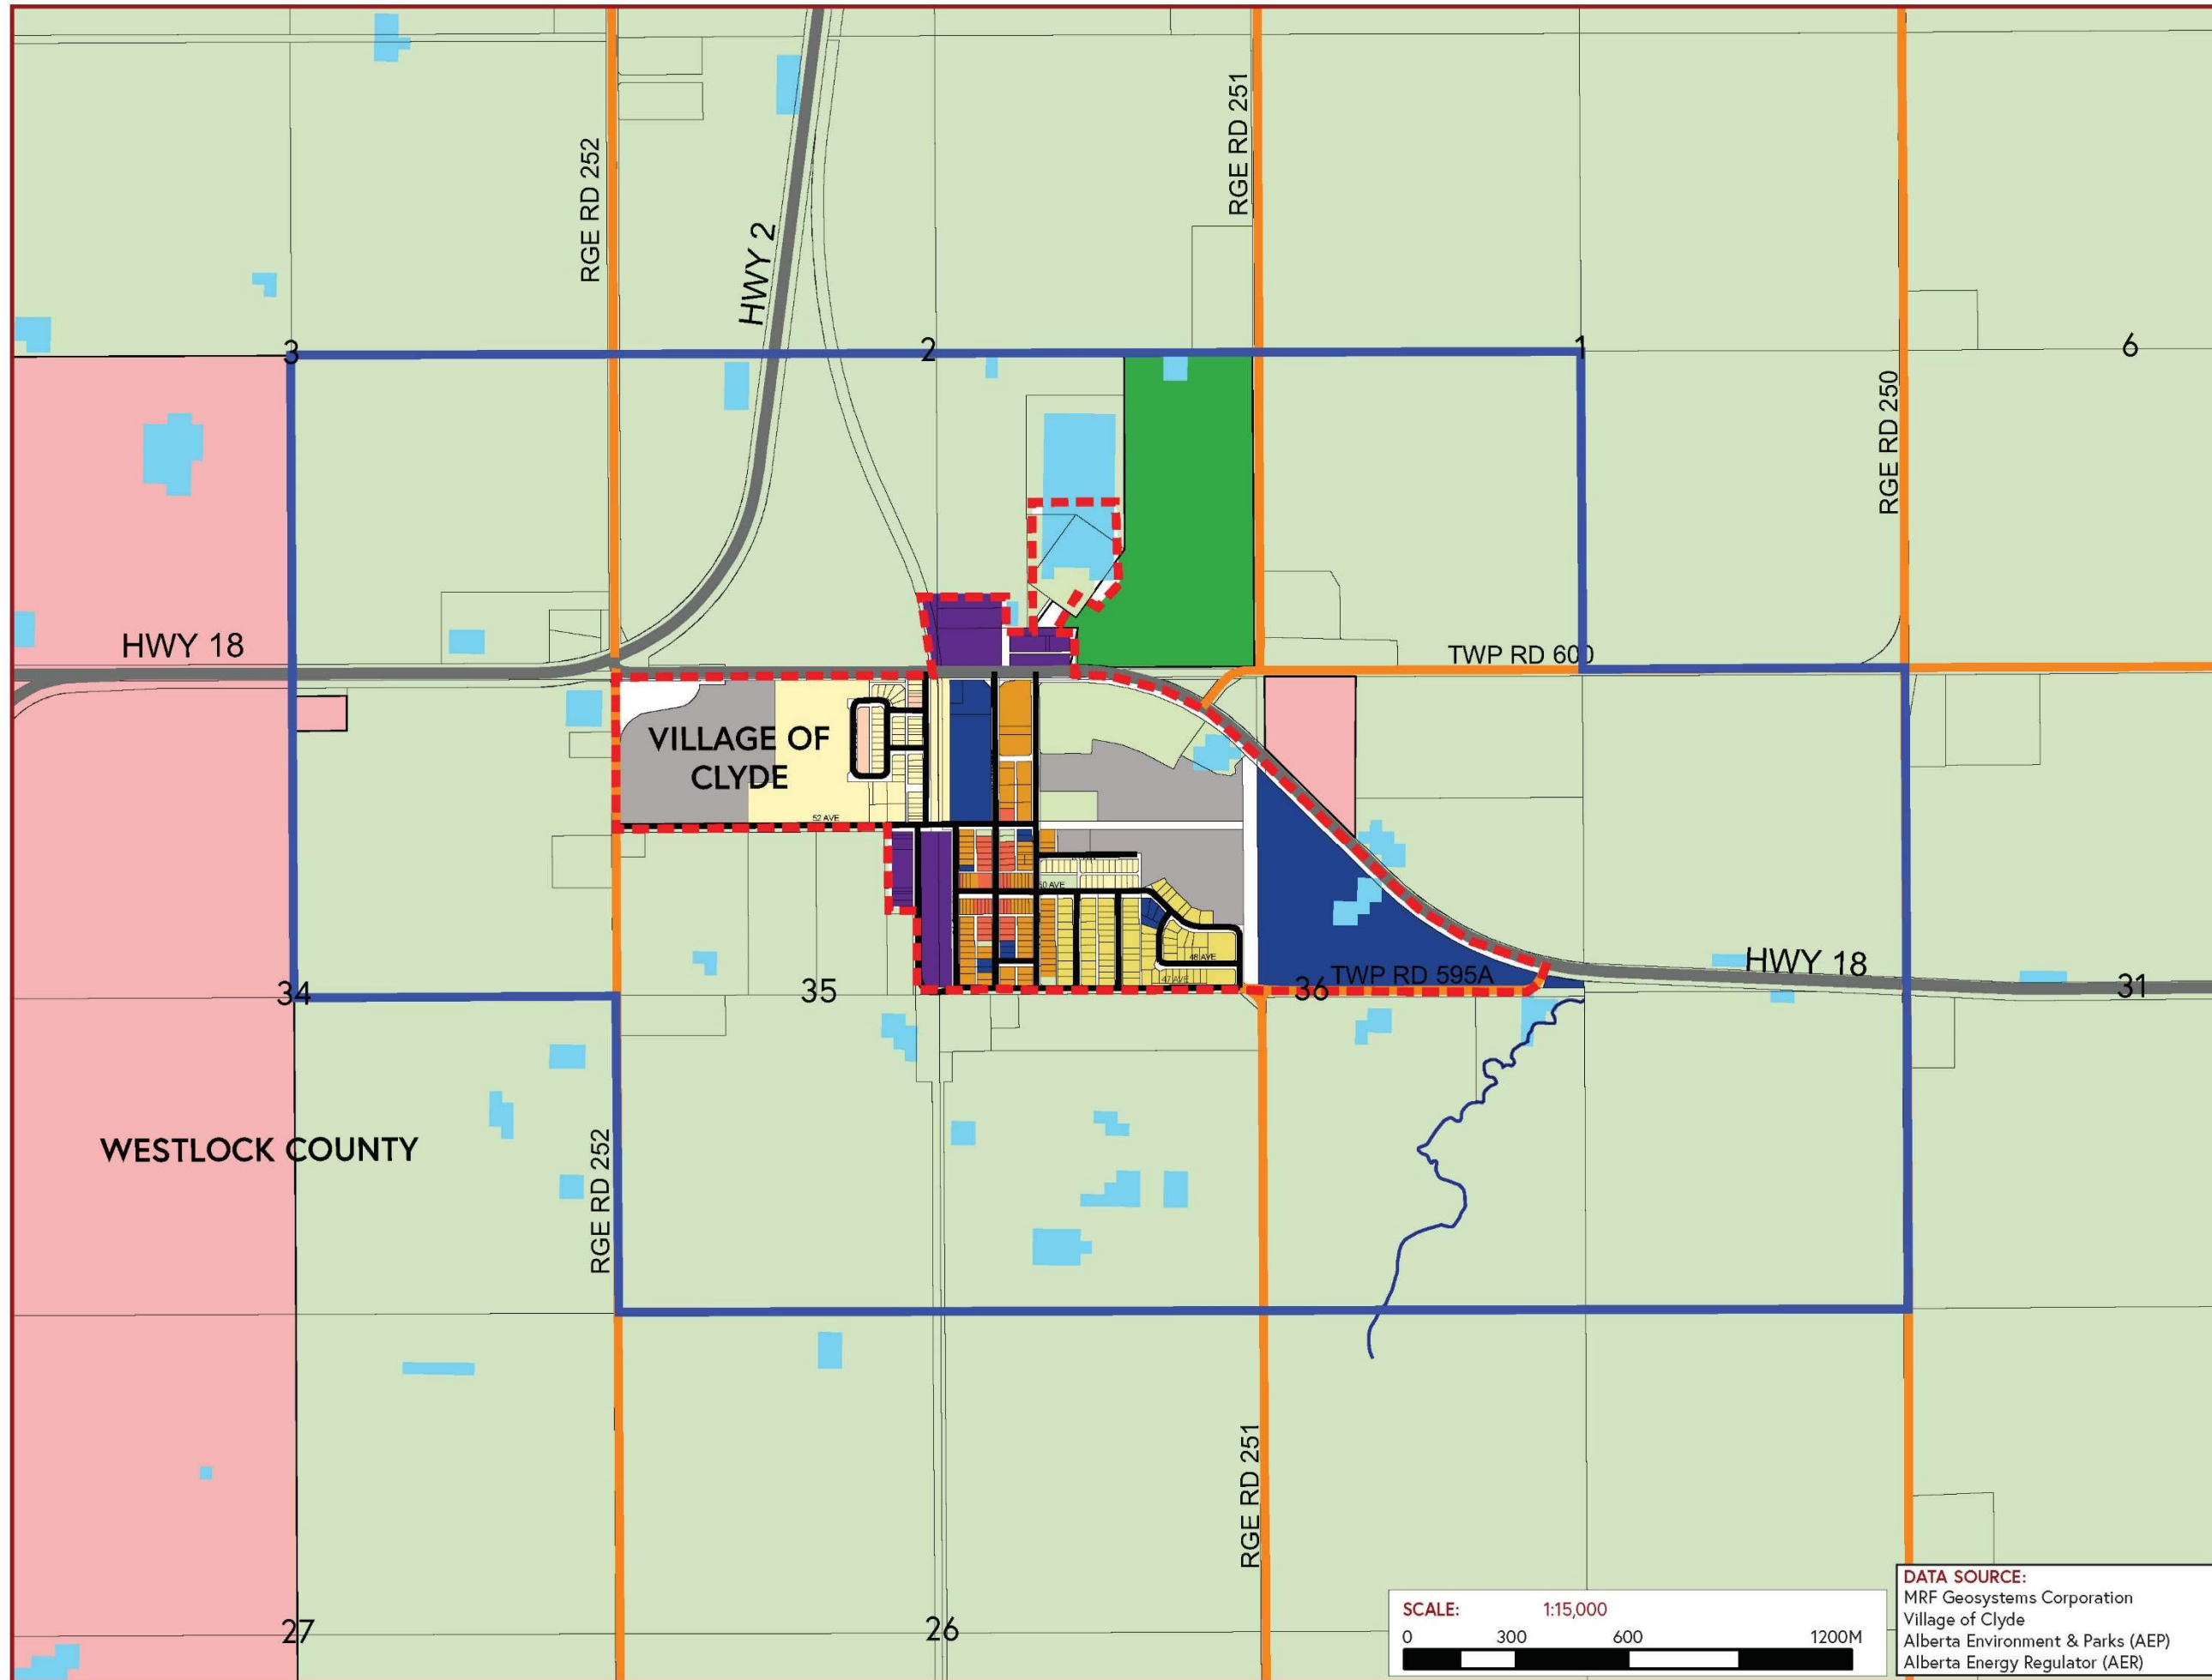 RGE RD 252
HWY 2
RGE RD 251
RGE RD 250
3
2
1
6
HWY 18
TWP RD 600
VILLAGE OF
CLYDE
52 AVE
50 AVE
48 AVE
47 AVE
34
35
36
TWP RD 595A
HWY 18
31
WESTLOCK COUNTY
RGE RD 252
RGE RD 251
27
26
SCALE: 1:15,000
0 300 600 1200M
DATA SOURCE:
MRF Geosystems Corporation
Village of Clyde
Alberta Environment & Parks (AEP)
Alberta Energy Regulator (AER)